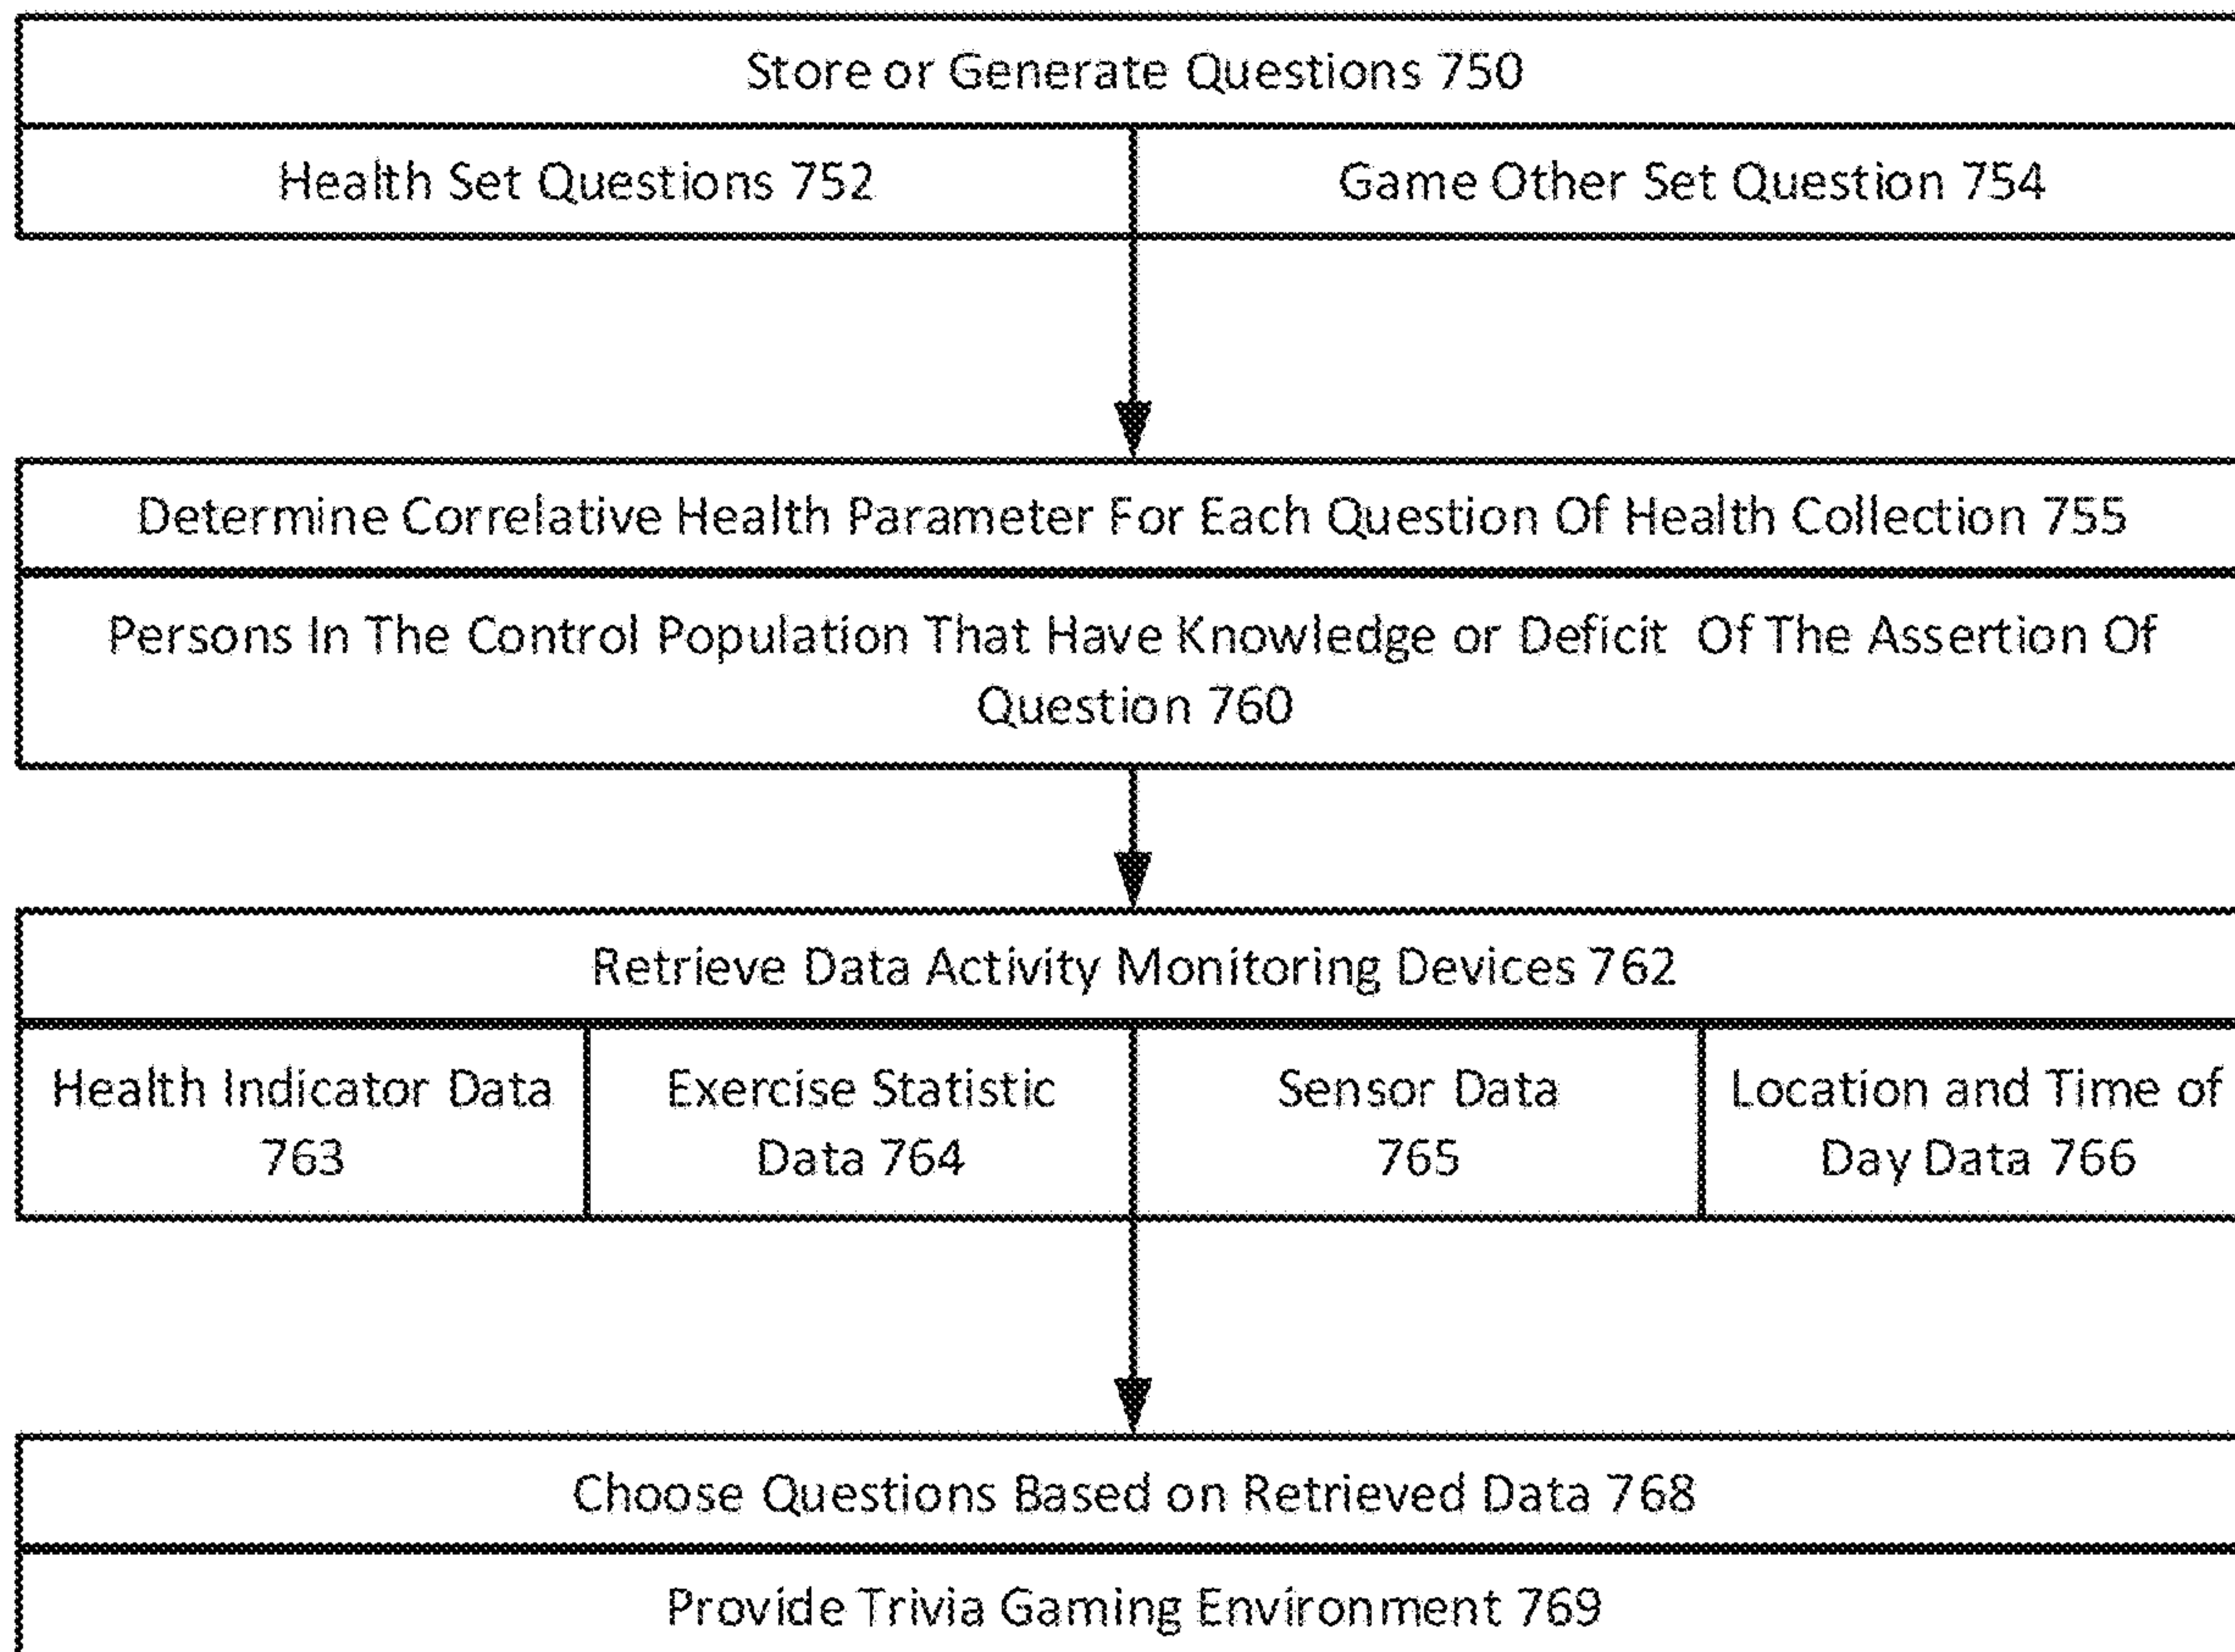 Store or Generate Questions 750
Health Set Questions 752
Game Other Set Question 754
Determine Correlative Health Parameter For Each Question Of Health Collection 755
Persons In The Control Population That Have Knowledge or Deficit Of The Assertion Of
Question 760
Retrieve Data Activity Monitoring Devices 762
Health Indicator Data
763
Exercise Statistic
Data 764
Sensor Data
765
Location and Time of
Day Data 766
Choose Questions Based on Retrieved Data 768
Provide Trivia Gaming Environment 769